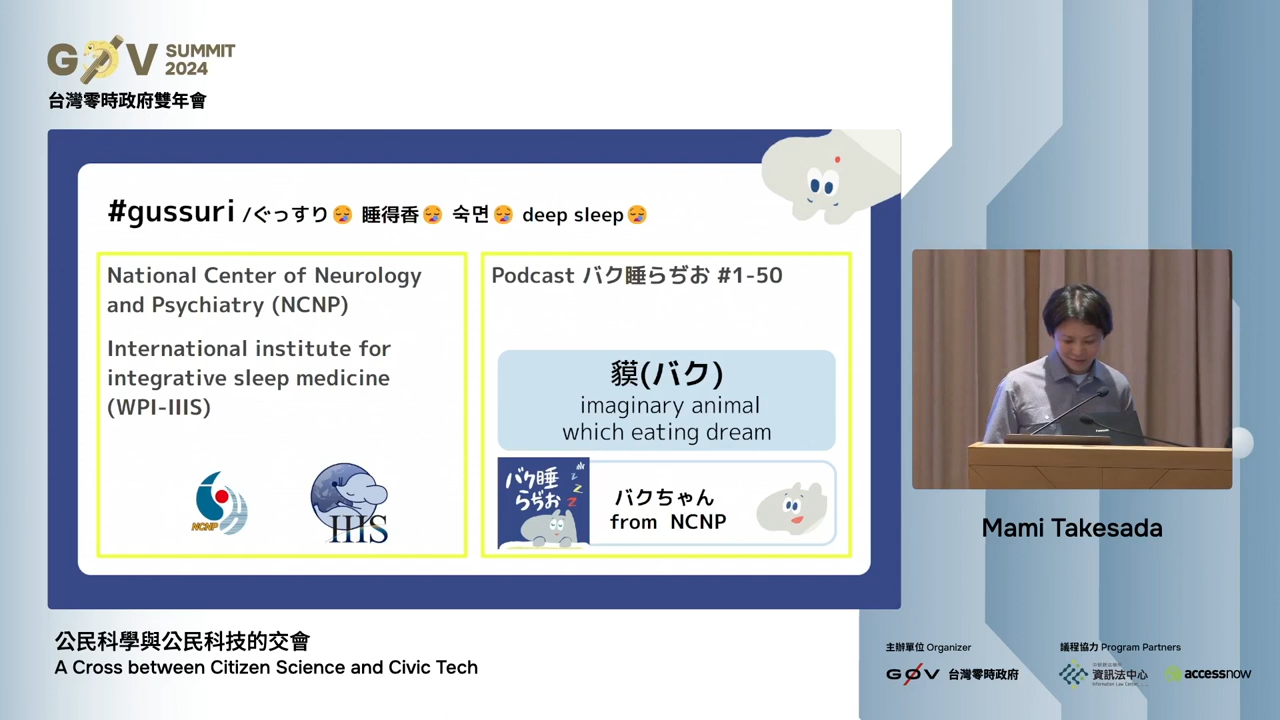 G0V SUMMIT 2024
台灣零時政府雙年會
#gussuri /ぐっすり😪 睡得香😪 숙면😪 deep sleep😪
National Center of Neurology
and Psychiatry (NCNP)
International institute for
integrative sleep medicine
(WPI-IIIS)
NCNP
IIIS
Podcast バク睡らぢお #1-50
貘(バク)
imaginary animal
which eating dream
バク睡
らぢお
z
z
z
バクちゃん
from NCNP
Mami Takesada
公民科學與公民科技的交會
A Cross between Citizen Science and Civic Tech
主辦單位 Organizer
G0V 台灣零時政府
議程協力 Program Partners
資訊法中心
Information Law Center
accessnow